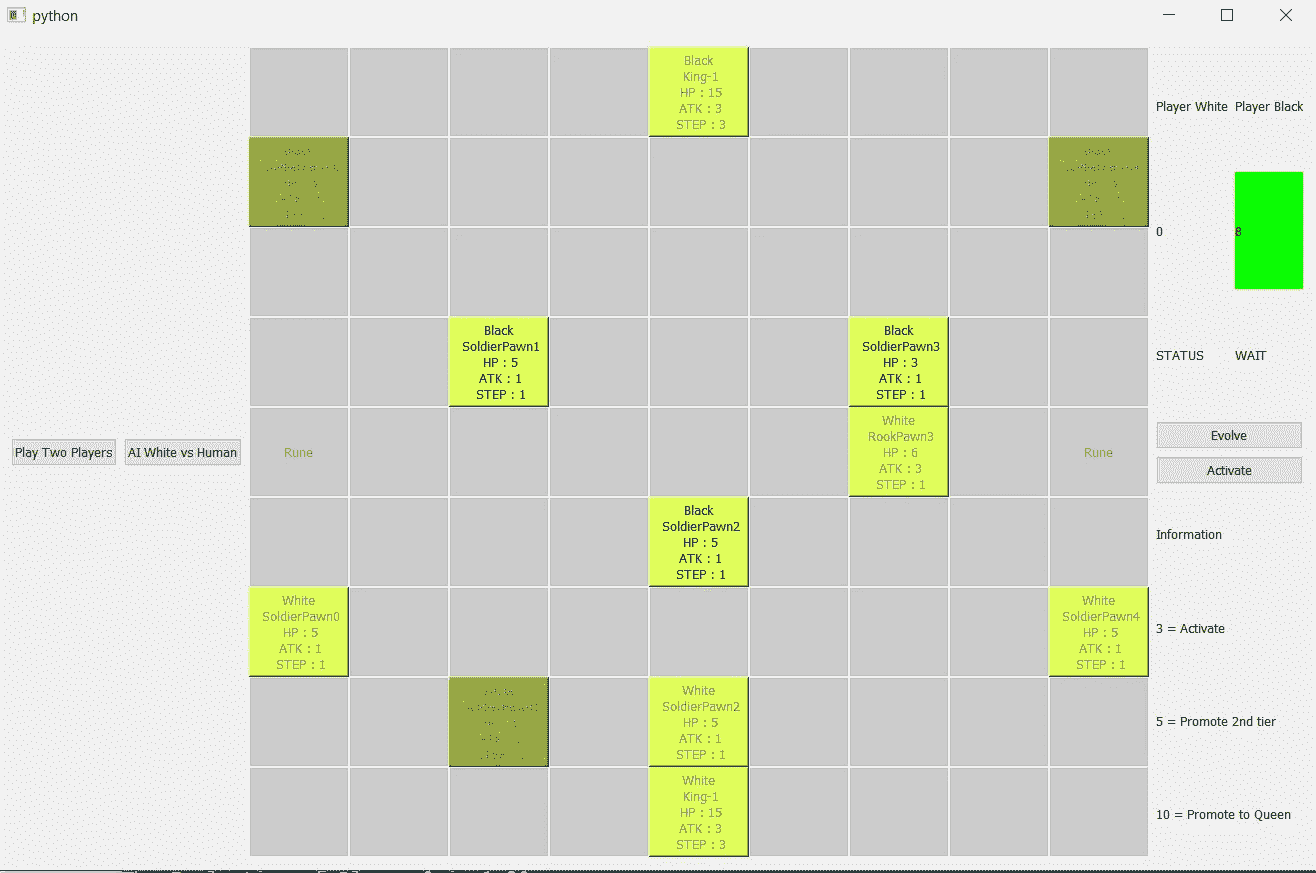 python
Black
King-1
HP : 15
ATK : 3
STEP : 3
Player White Player Black
0 8
Black
SoldierPawn1
HP : 5
ATK : 1
STEP : 1
Black
SoldierPawn3
HP : 3
ATK : 1
STEP : 1
STATUS WAIT
Play Two Players AI White vs Human
Rune
White
RookPawn3
HP : 6
ATK : 3
STEP : 1
Rune
Evolve
Activate
Black
SoldierPawn2
HP : 5
ATK : 1
STEP : 1
Information
White
SoldierPawn0
HP : 5
ATK : 1
STEP : 1
White
SoldierPawn4
HP : 5
ATK : 1
STEP : 1
3 = Activate
White
SoldierPawn2
HP : 5
ATK : 1
STEP : 1
5 = Promote 2nd tier
White
King-1
HP : 15
ATK : 3
STEP : 3
10 = Promote to Queen